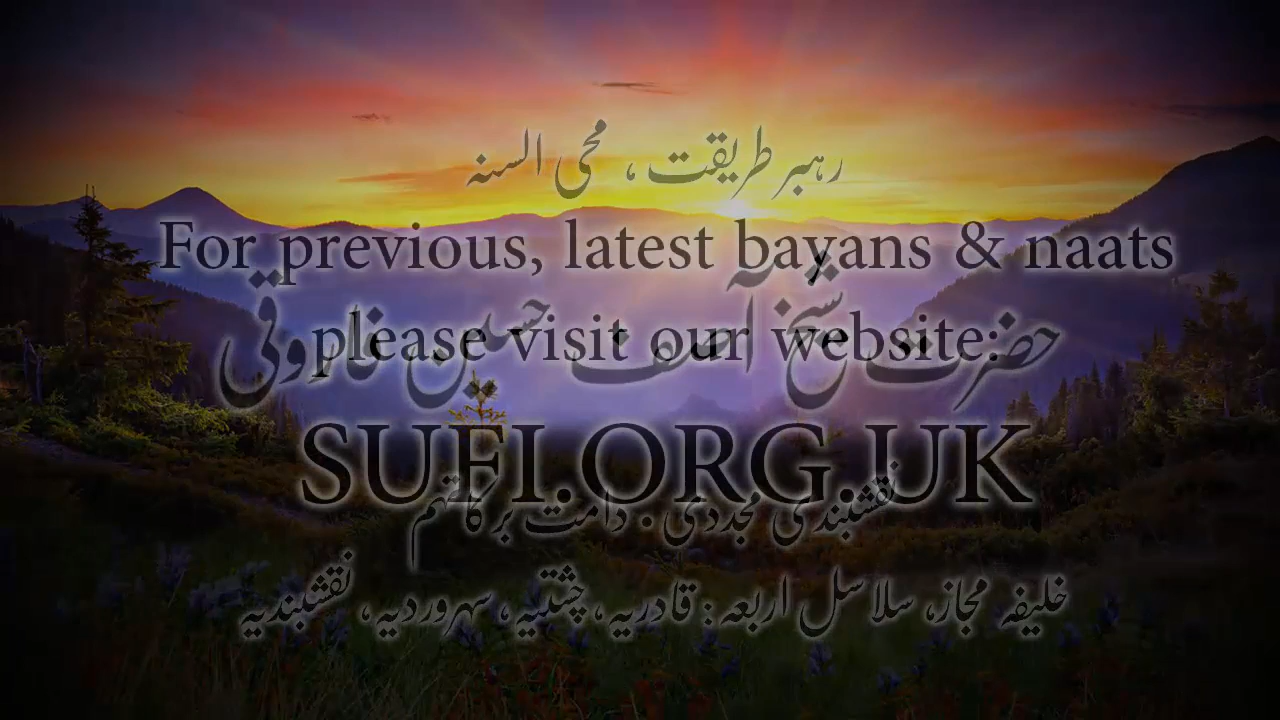 رہبر طریقت، محی السنہ
For previous, latest bayans & naats
حضرت شیخ آصف حسین فاروقی
please visit our website:
SUFI.ORG.UK
نقشبندی مجددی . دامت برکاتہم
خلیفہ مجاز، سلاسل اربعہ: قادریہ، چشتیہ، سہروردیہ، نقشبندیہ